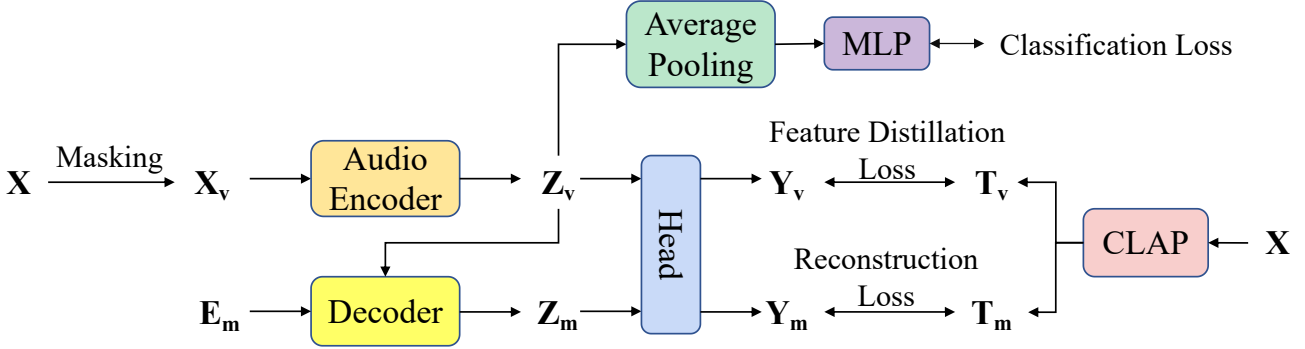 Average
Pooling
MLP
Classification Loss
X
Masking
Xᵥ
Audio
Encoder
Zᵥ
Head
Yᵥ
Feature Distillation
Loss
Tᵥ
CLAP
X
Eₘ
Decoder
Zₘ
Yₘ
Reconstruction
Loss
Tₘ